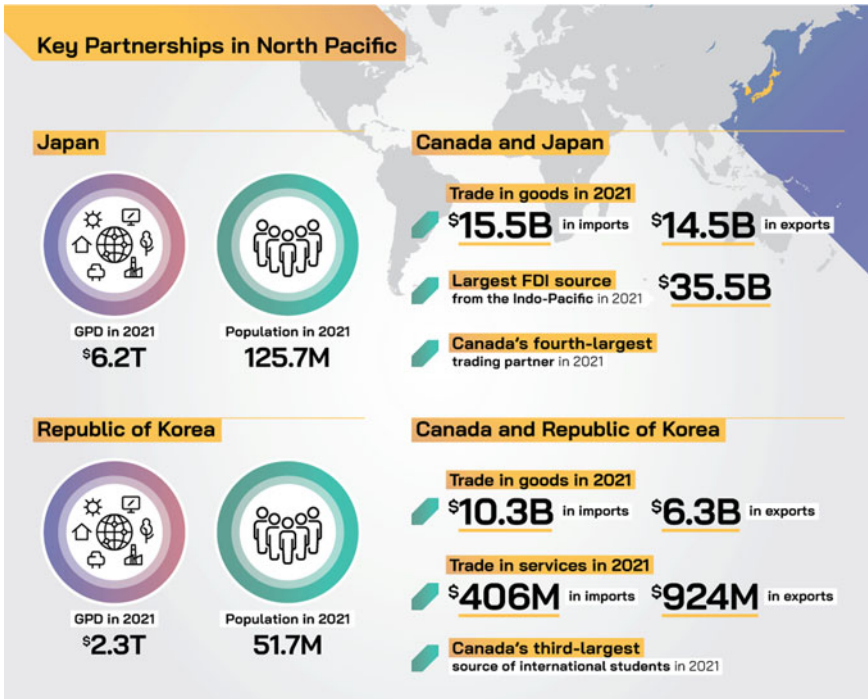 Key Partnerships in North Pacific
Japan
GPD in 2021
$6.2T
Population in 2021
125.7M
Canada and Japan
Trade in goods in 2021
$15.5B in imports $14.5B in exports
Largest FDI source
from the Indo-Pacific in 2021 $35.5B
Canada's fourth-largest
trading partner in 2021
Republic of Korea
GPD in 2021
$2.3T
Population in 2021
51.7M
Canada and Republic of Korea
Trade in goods in 2021
$10.3B in imports $6.3B in exports
Trade in services in 2021
$406M in imports $924M in exports
Canada's third-largest
source of international students in 2021